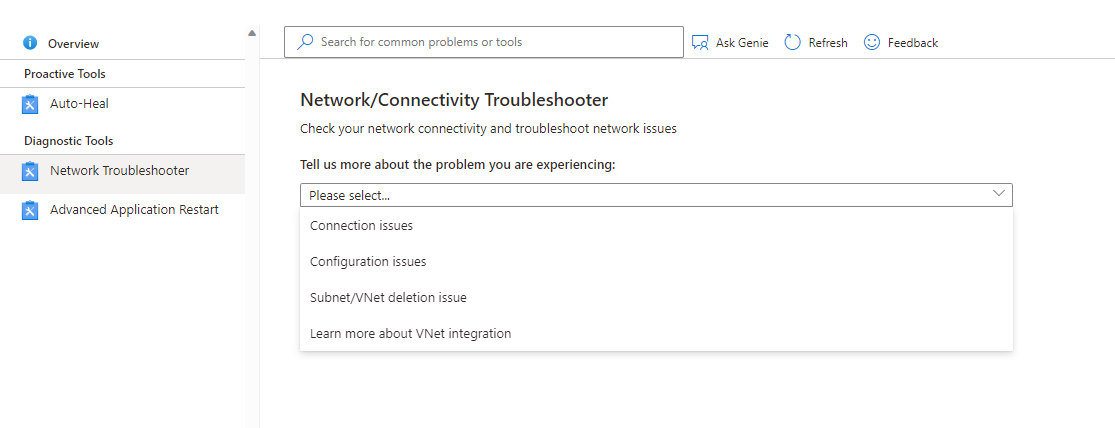 Overview
Proactive Tools
Auto-Heal
Diagnostic Tools
Network Troubleshooter
Advanced Application Restart
Search for common problems or tools
Ask Genie
Refresh
Feedback
Network/Connectivity Troubleshooter
Check your network connectivity and troubleshoot network issues
Tell us more about the problem you are experiencing:
Please select...
Connection issues
Configuration issues
Subnet/VNet deletion issue
Learn more about VNet integration